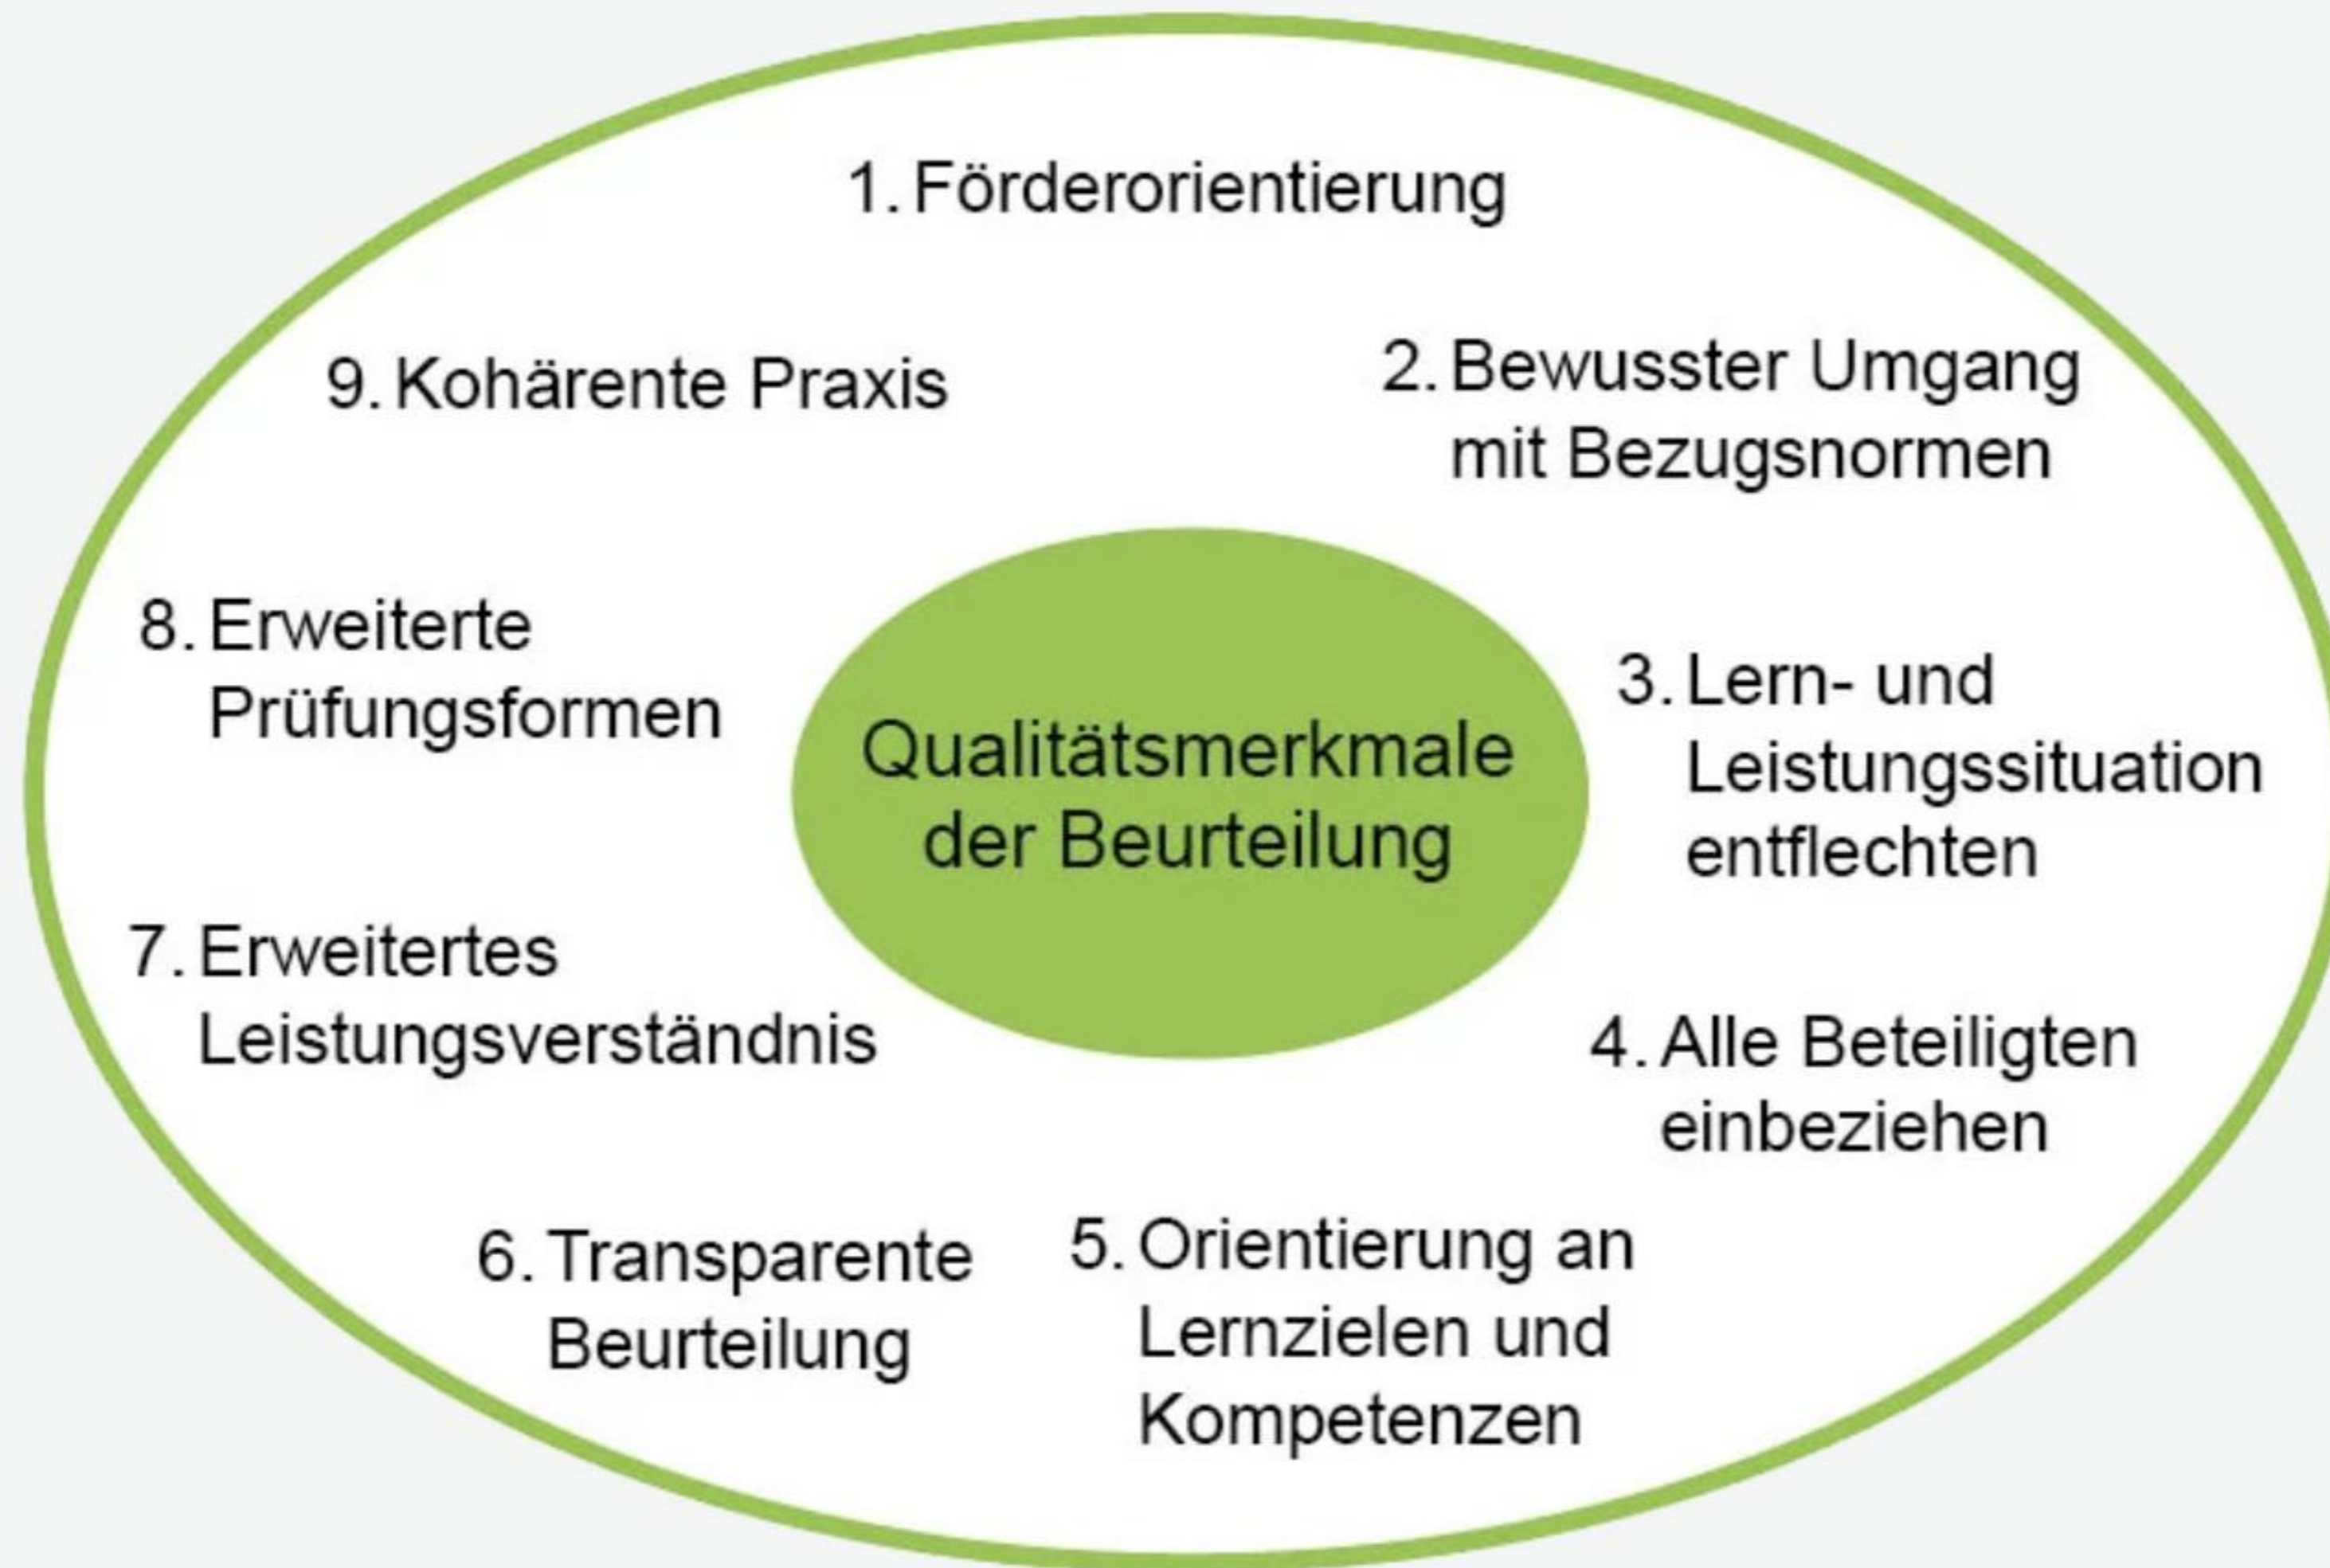 1. Förderorientierung
2. Bewusster Umgang
mit Bezugsnormen
3. Lern- und
Leistungssituation
entflechten
4. Alle Beteiligten
einbeziehen
5. Orientierung an
Lernzielen und
Kompetenzen
6. Transparente
Beurteilung
7. Erweitertes
Leistungsverständnis
8. Erweiterte
Prüfungsformen
9. Kohärente Praxis
Qualitätsmerkmale
der Beurteilung